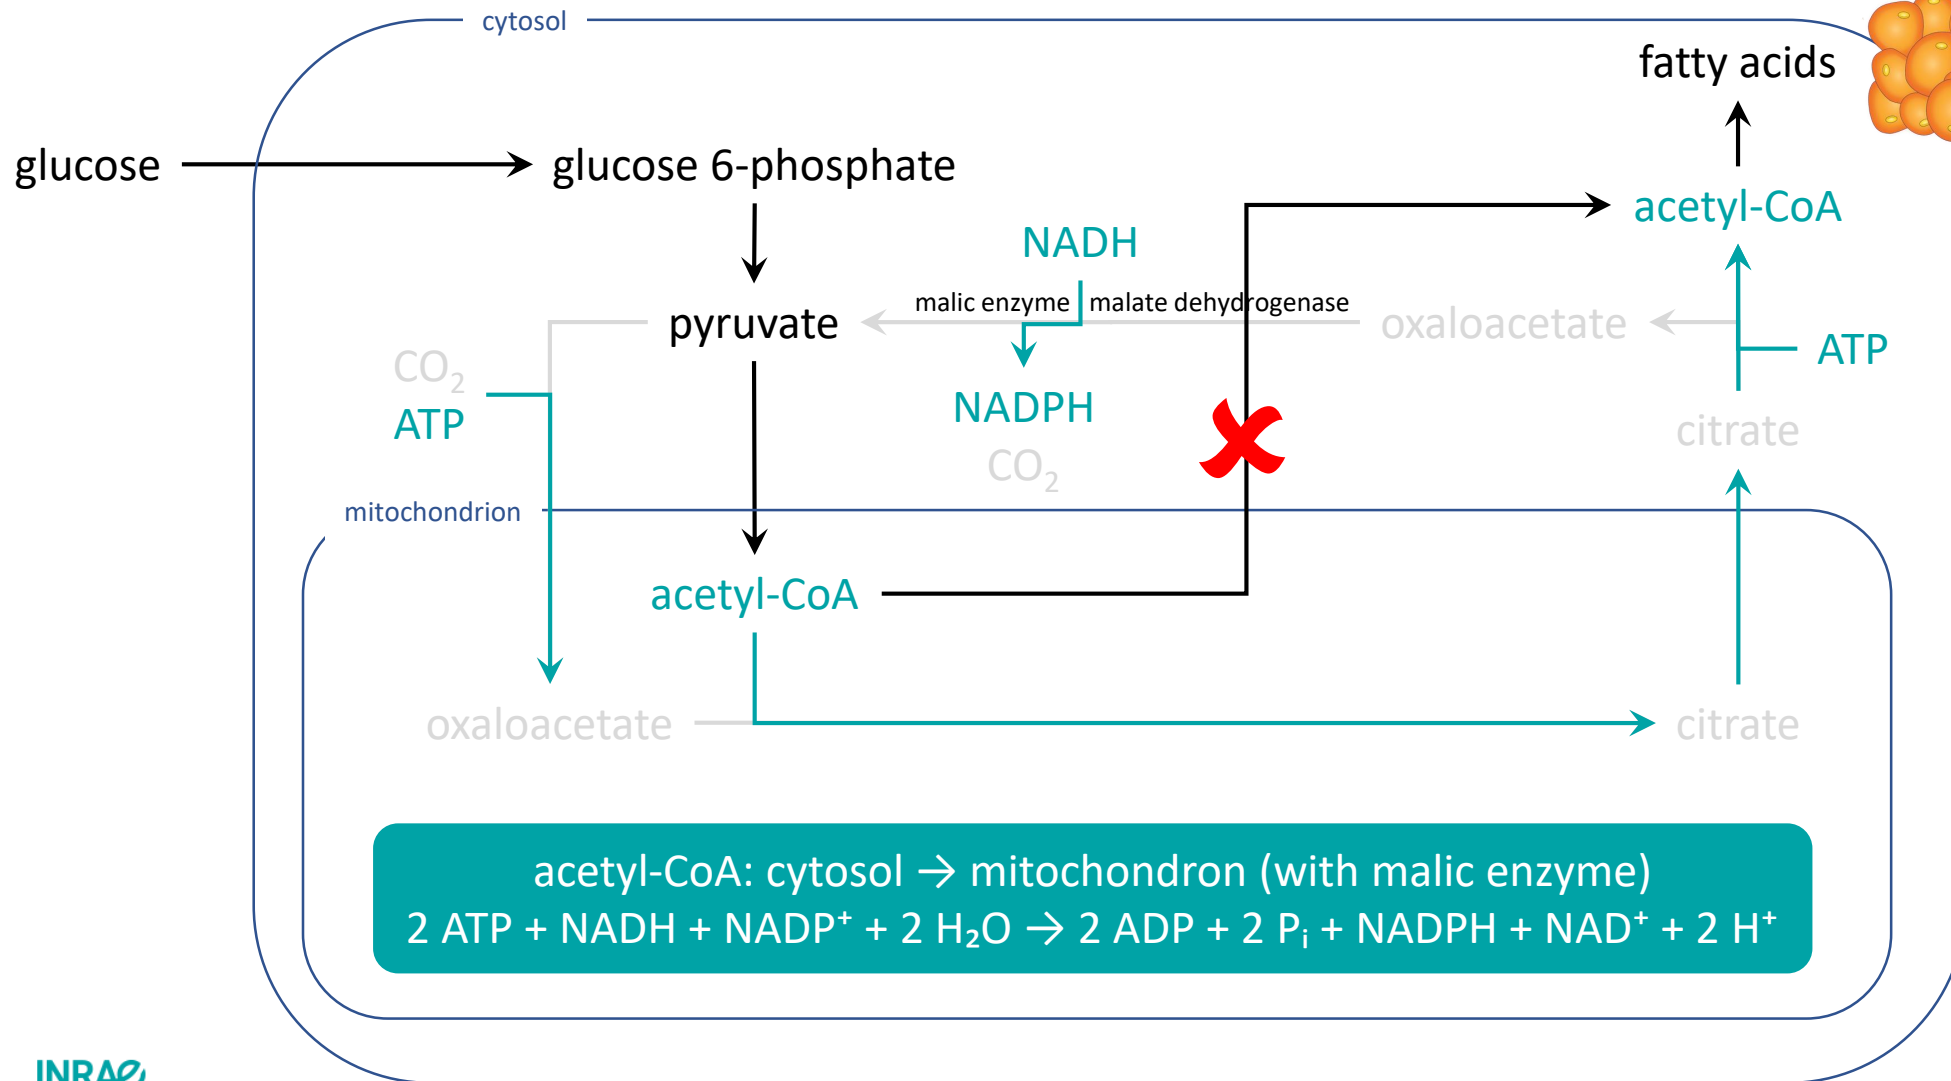 cytosol
fatty acids
glucose
glucose 6-phosphate
acetyl-CoA
NADH
malic enzyme
malate dehydrogenase
pyruvate
oxaloacetate
ATP
CO₂
ATP
NADPH
citrate
CO₂
mitochondrion
acetyl-CoA
oxaloacetate
citrate
acetyl-CoA: cytosol → mitochondron (with malic enzyme)
2 ATP + NADH + NADP⁺ + 2 H₂O → 2 ADP + 2 Pᵢ + NADPH + NAD⁺ + 2 H⁺
INRAE